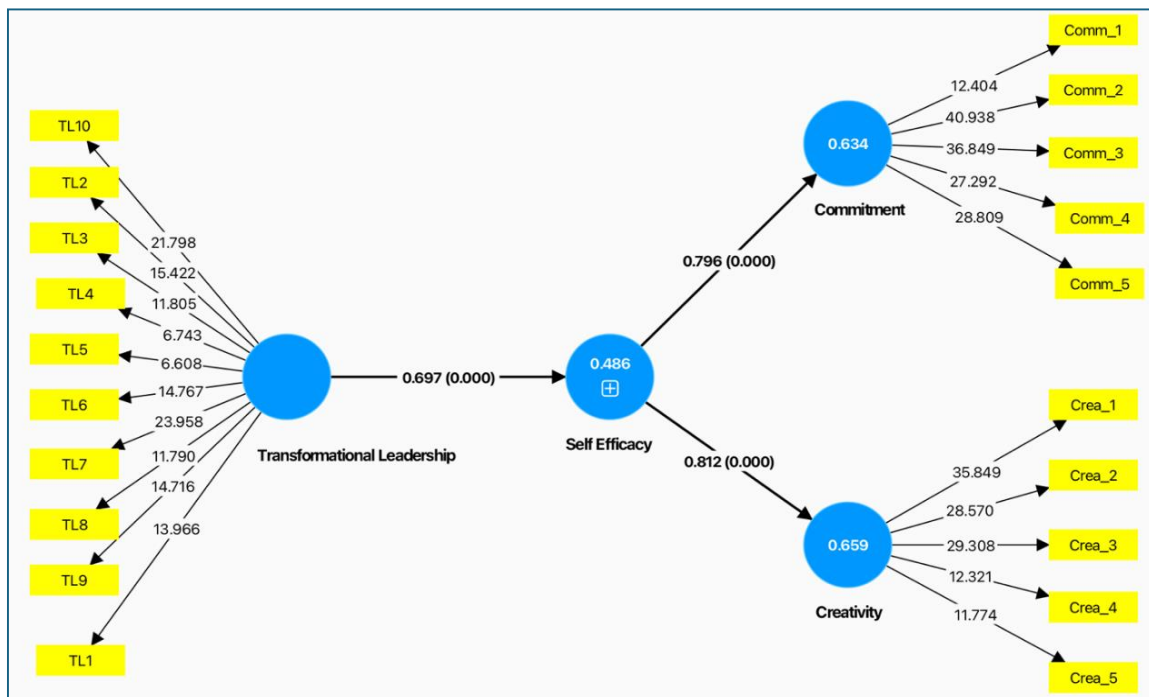 TL10
TL2
TL3
TL4
TL5
TL6
TL7
TL8
TL9
TL1
21.798
15.422
11.805
6.743
6.608
14.767
23.958
11.790
14.716
13.966
Transformational Leadership
0.697 (0.000)
0.486
Self Efficacy
0.796 (0.000)
0.812 (0.000)
0.634
Commitment
12.404
40.938
36.849
27.292
28.809
Comm_1
Comm_2
Comm_3
Comm_4
Comm_5
0.659
Creativity
35.849
28.570
29.308
12.321
11.774
Crea_1
Crea_2
Crea_3
Crea_4
Crea_5